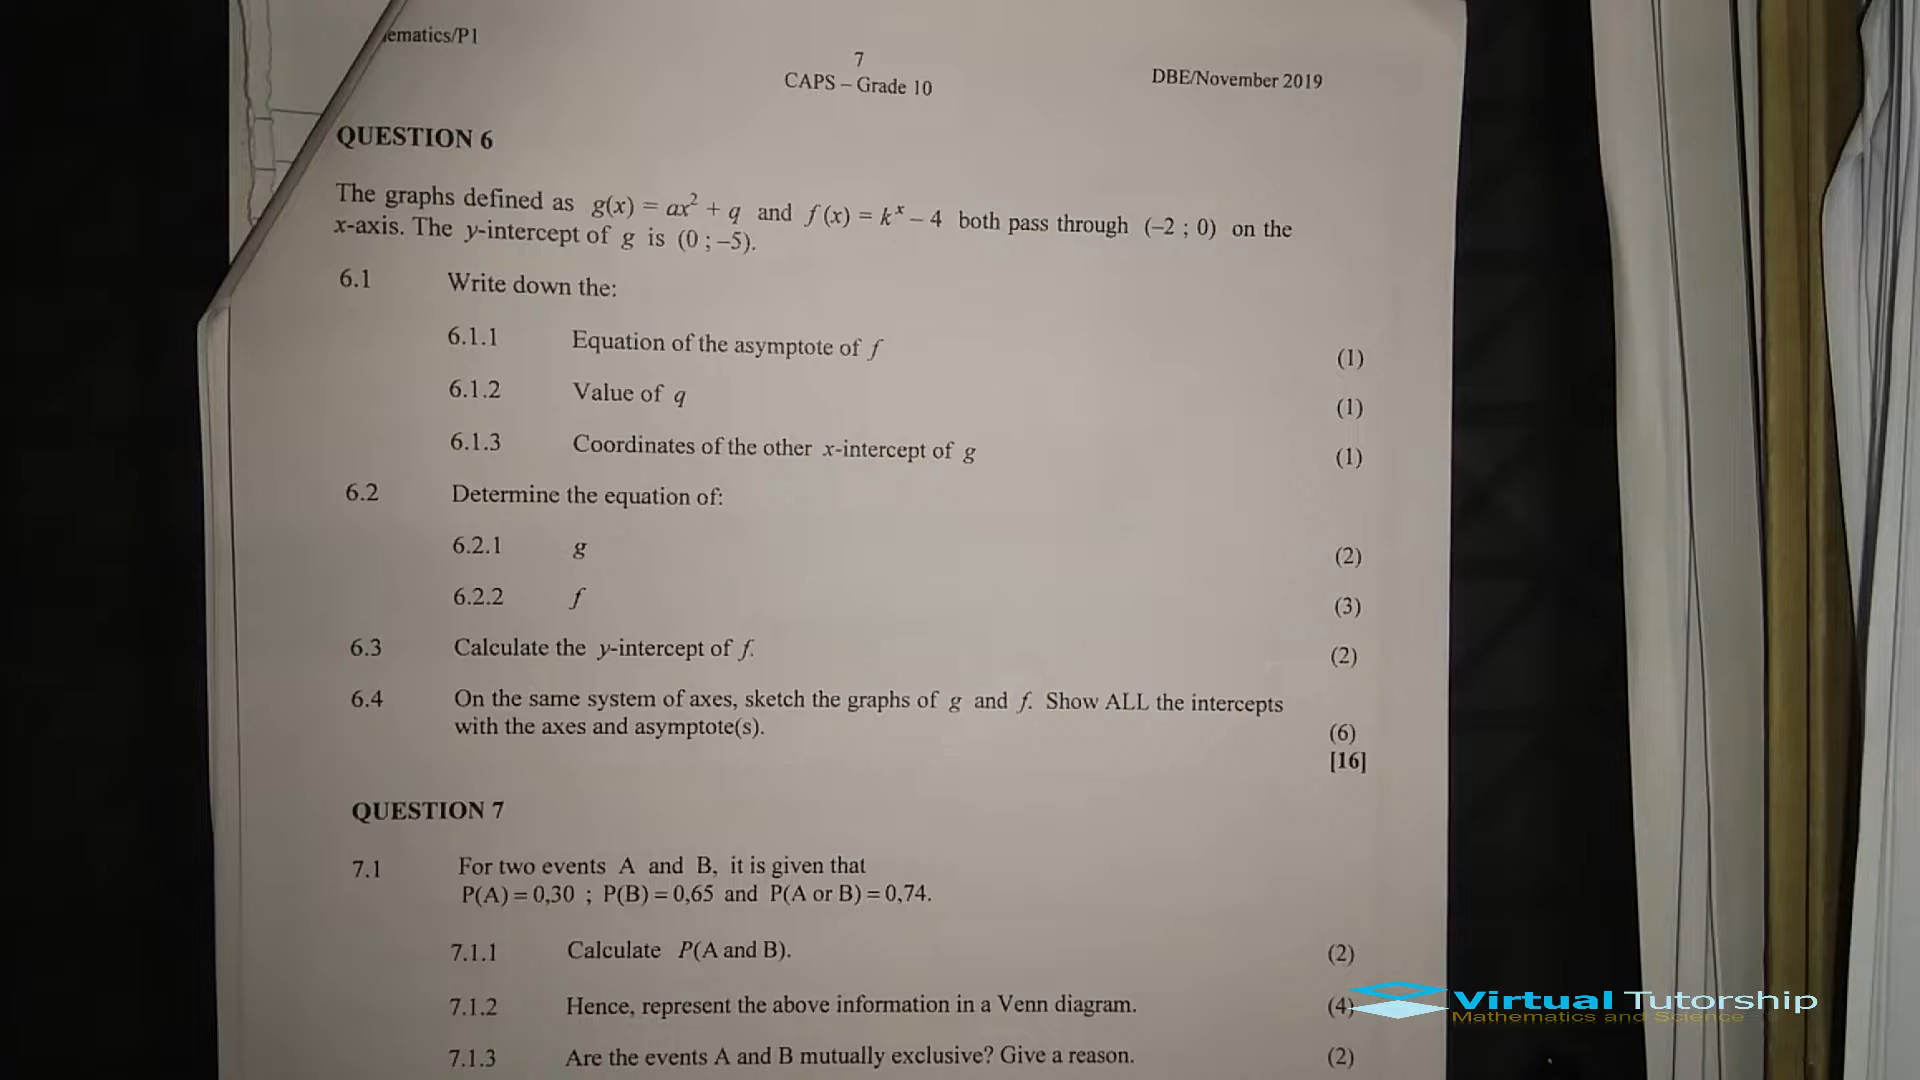 ematics/P1
7
CAPS – Grade 10
DBE/November 2019
QUESTION 6
The graphs defined as g(x) = ax² + q and f(x) = kˣ – 4 both pass through (–2 ; 0) on the
x-axis. The y-intercept of g is (0 ; –5).
6.1 Write down the:
6.1.1 Equation of the asymptote of f (1)
6.1.2 Value of q (1)
6.1.3 Coordinates of the other x-intercept of g (1)
6.2 Determine the equation of:
6.2.1 g (2)
6.2.2 f (3)
6.3 Calculate the y-intercept of f. (2)
6.4 On the same system of axes, sketch the graphs of g and f. Show ALL the intercepts
with the axes and asymptote(s). (6)
[16]
QUESTION 7
7.1 For two events A and B, it is given that
P(A) = 0,30 ; P(B) = 0,65 and P(A or B) = 0,74.
7.1.1 Calculate P(A and B). (2)
7.1.2 Hence, represent the above information in a Venn diagram. (4)
7.1.3 Are the events A and B mutually exclusive? Give a reason. (2)
Virtual Tutorship
Mathematics and Science